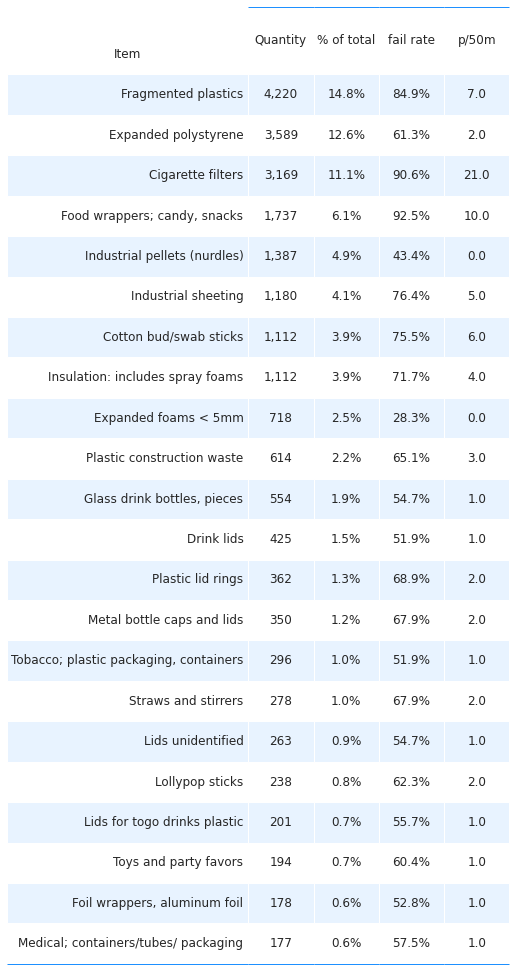 Item Quantity % of total fail rate p/50m
Fragmented plastics 4,220 14.8% 84.9% 7.0
Expanded polystyrene 3,589 12.6% 61.3% 2.0
Cigarette filters 3,169 11.1% 90.6% 21.0
Food wrappers; candy, snacks 1,737 6.1% 92.5% 10.0
Industrial pellets (nurdles) 1,387 4.9% 43.4% 0.0
Industrial sheeting 1,180 4.1% 76.4% 5.0
Cotton bud/swab sticks 1,112 3.9% 75.5% 6.0
Insulation: includes spray foams 1,112 3.9% 71.7% 4.0
Expanded foams < 5mm 718 2.5% 28.3% 0.0
Plastic construction waste 614 2.2% 65.1% 3.0
Glass drink bottles, pieces 554 1.9% 54.7% 1.0
Drink lids 425 1.5% 51.9% 1.0
Plastic lid rings 362 1.3% 68.9% 2.0
Metal bottle caps and lids 350 1.2% 67.9% 2.0
Tobacco; plastic packaging, containers 296 1.0% 51.9% 1.0
Straws and stirrers 278 1.0% 67.9% 2.0
Lids unidentified 263 0.9% 54.7% 1.0
Lollypop sticks 238 0.8% 62.3% 2.0
Lids for togo drinks plastic 201 0.7% 55.7% 1.0
Toys and party favors 194 0.7% 60.4% 1.0
Foil wrappers, aluminum foil 178 0.6% 52.8% 1.0
Medical; containers/tubes/ packaging 177 0.6% 57.5% 1.0